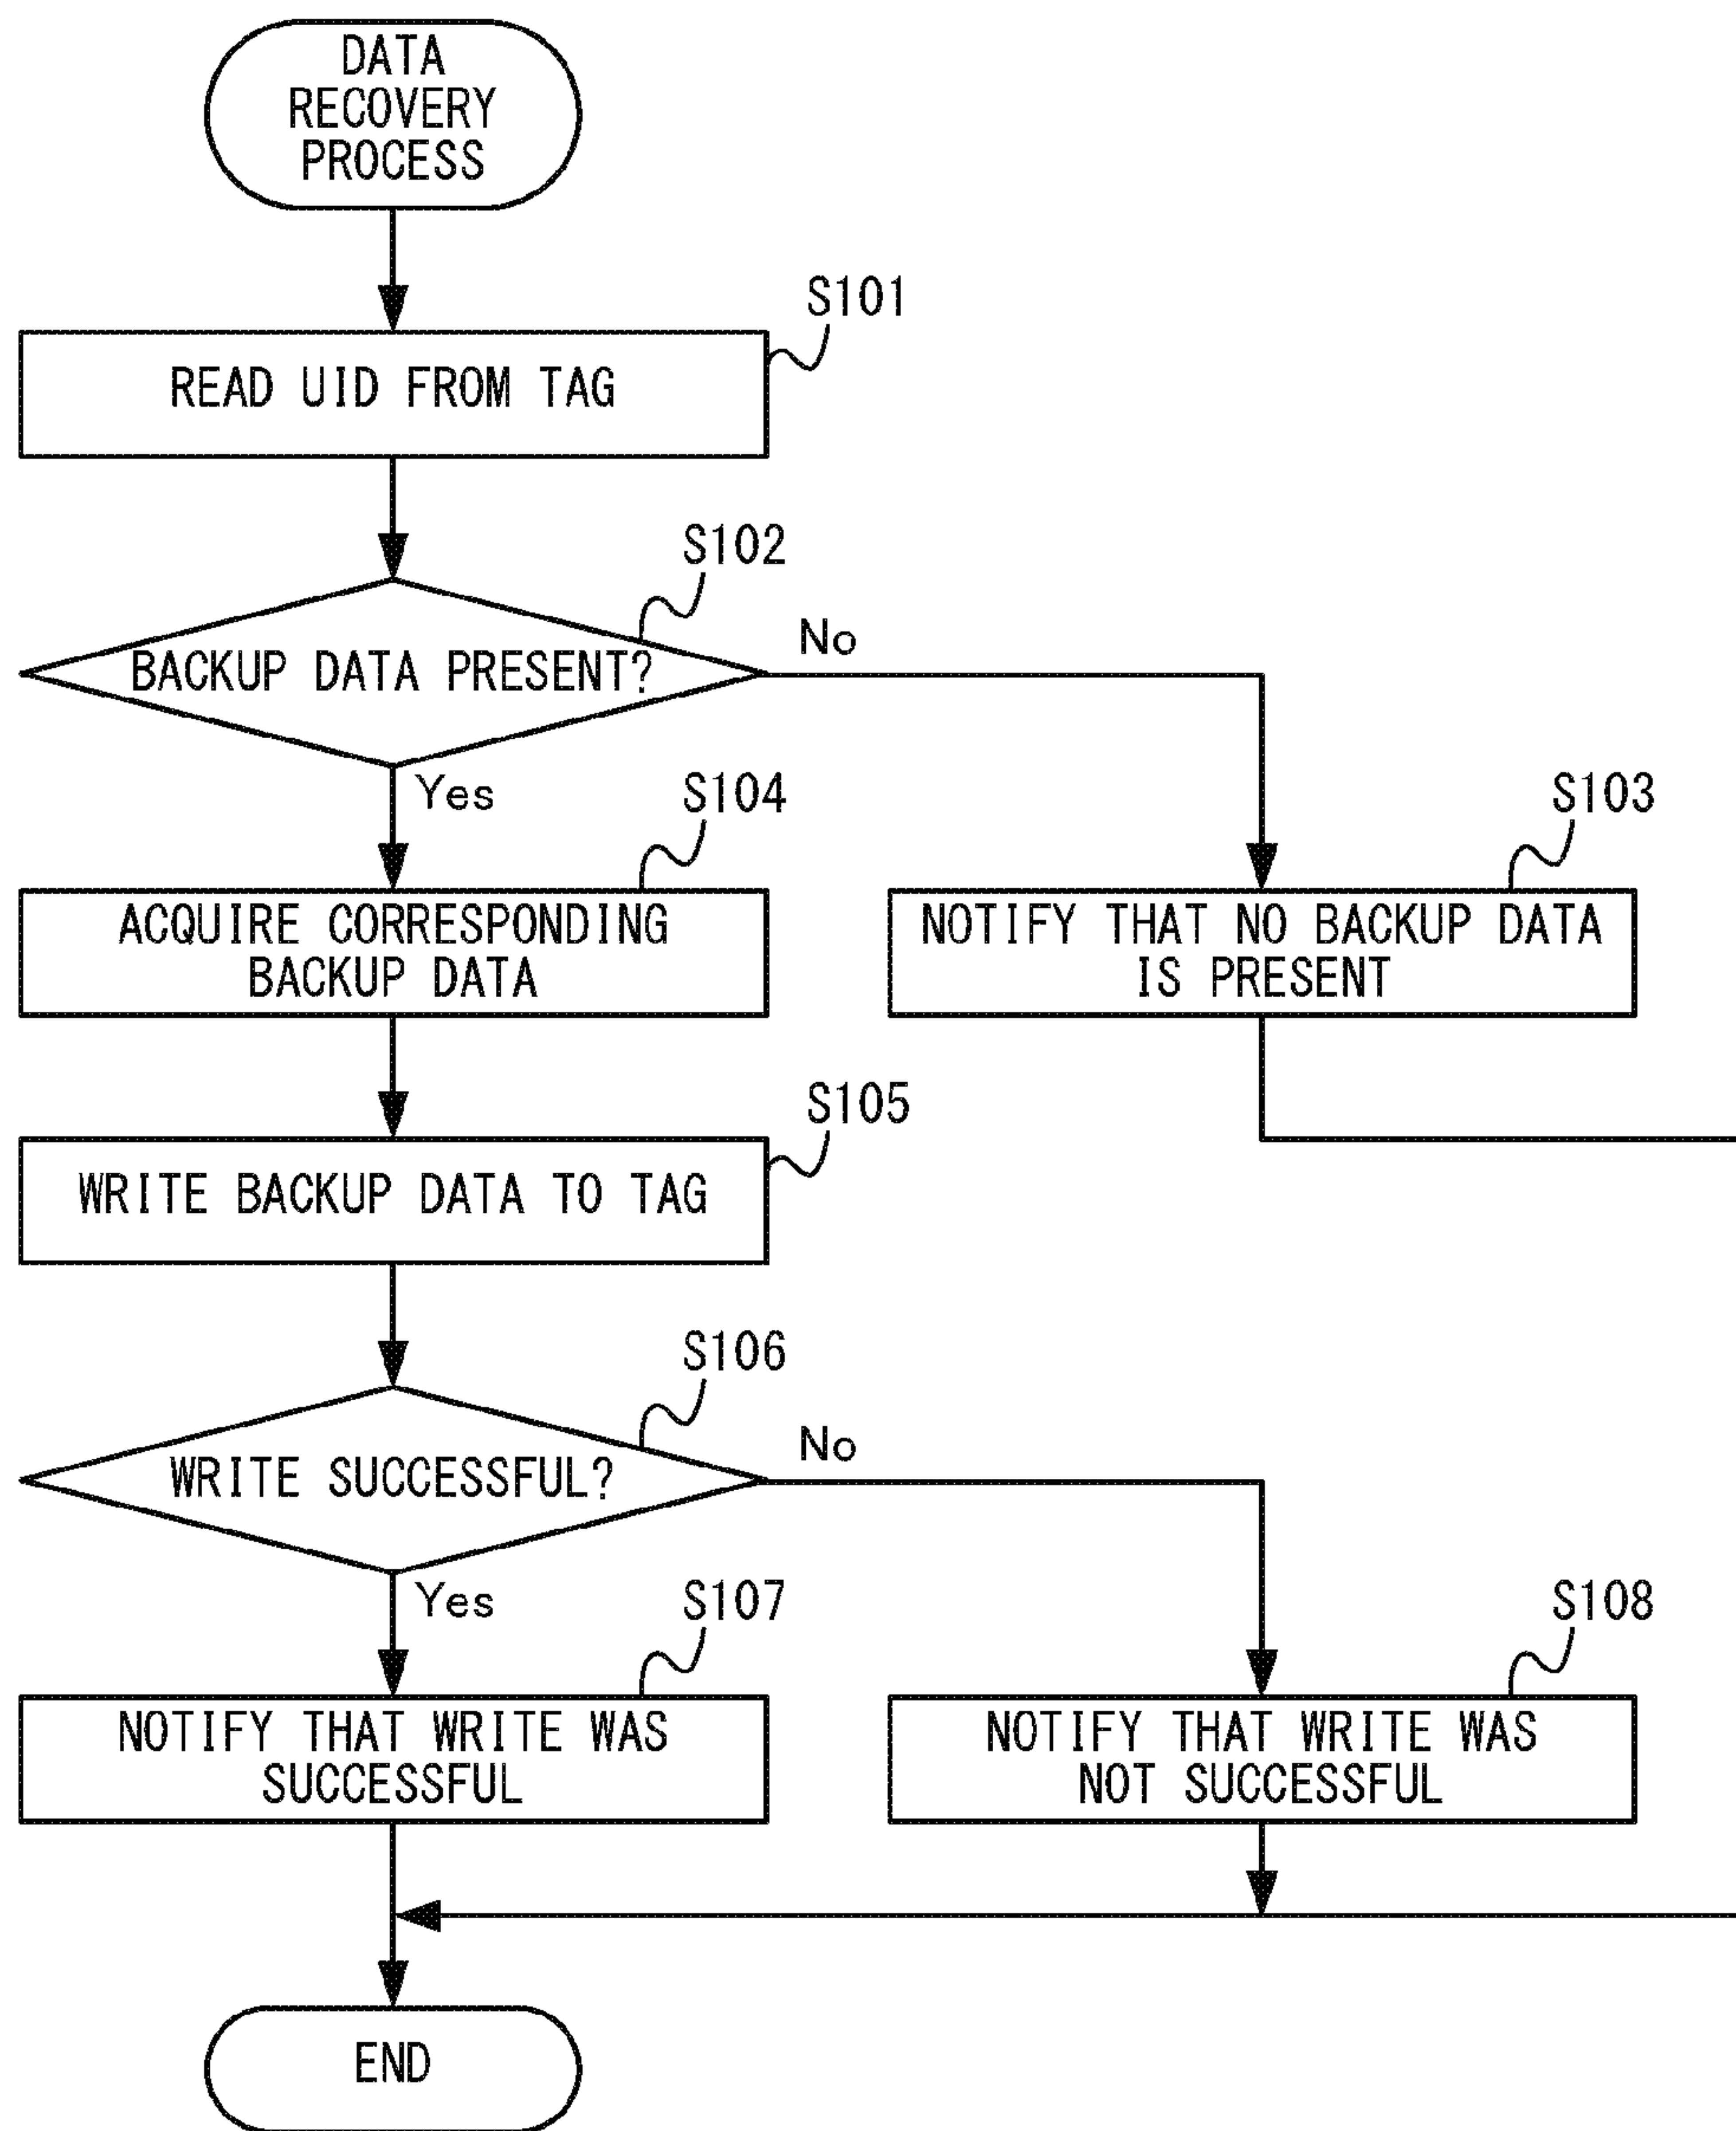 DATA
RECOVERY
PROCESS
S101
READ UID FROM TAG
S102
BACKUP DATA PRESENT?
No
Yes
S104
S103
ACQUIRE CORRESPONDING
BACKUP DATA
NOTIFY THAT NO BACKUP DATA
IS PRESENT
S105
WRITE BACKUP DATA TO TAG
S106
WRITE SUCCESSFUL?
No
Yes
S107
S108
NOTIFY THAT WRITE WAS
SUCCESSFUL
NOTIFY THAT WRITE WAS
NOT SUCCESSFUL
END